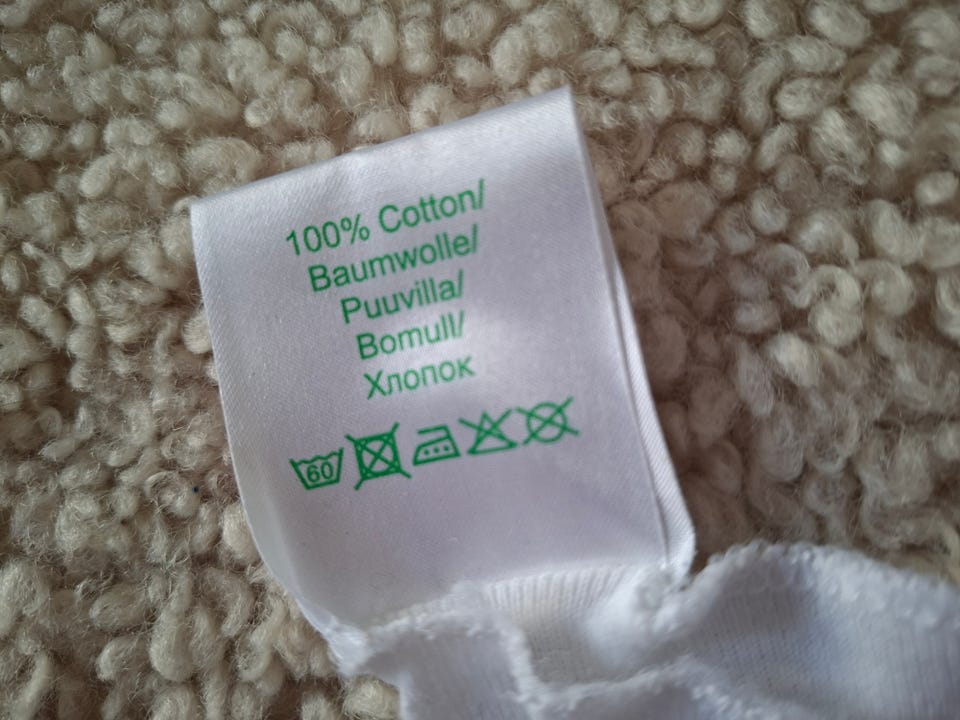 100% Cotton/
Baumwolle/
Puuvilla/
Bomull/
Хлопок
60